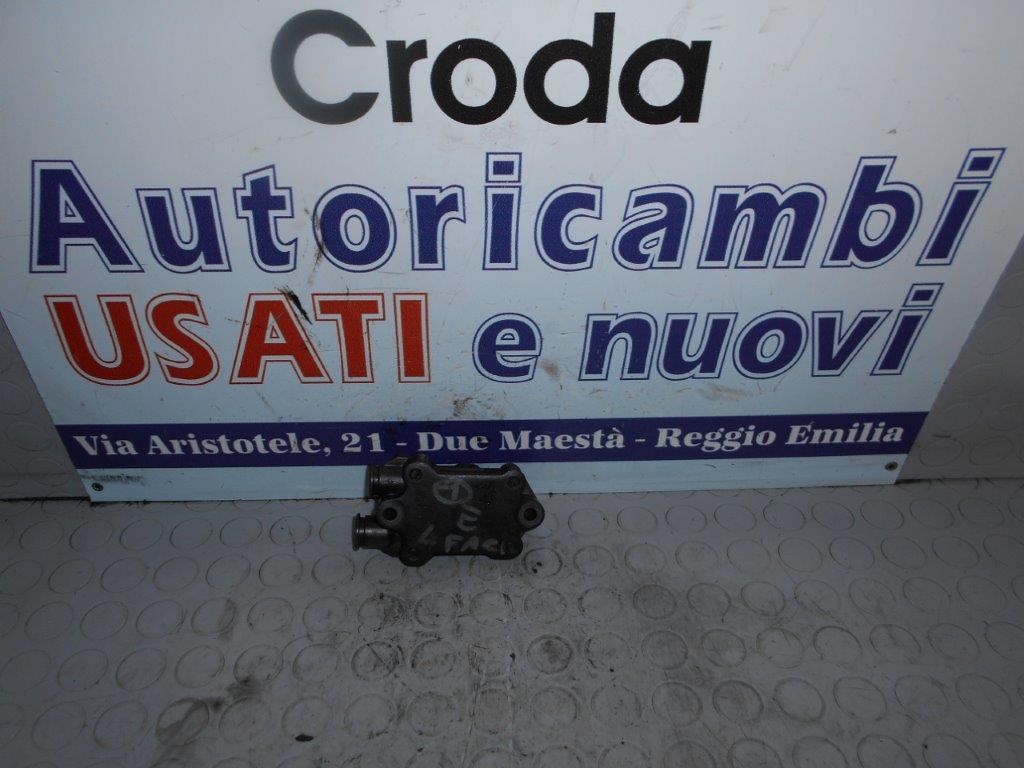 Croda
Autoricambi
USATI e nuovi
Via Aristotele, 21 - Due Maestà - Reggio Emilia